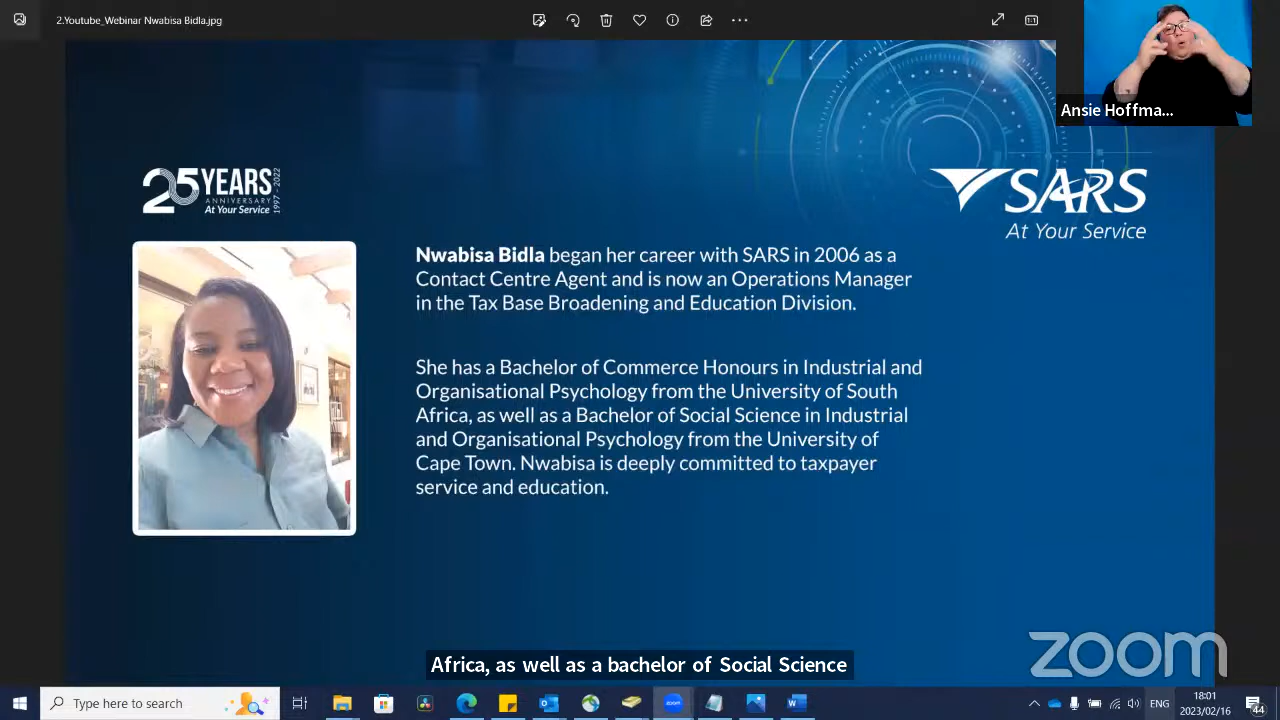 2.Youtube_Webinar Nwabisa Bidla.jpg
Ansie Hoffma...
25 YEARS
ANNIVERSARY
At Your Service
1997 - 2022
SARS
At Your Service
Nwabisa Bidla began her career with SARS in 2006 as a
Contact Centre Agent and is now an Operations Manager
in the Tax Base Broadening and Education Division.
She has a Bachelor of Commerce Honours in Industrial and
Organisational Psychology from the University of South
Africa, as well as a Bachelor of Social Science in Industrial
and Organisational Psychology from the University of
Cape Town. Nwabisa is deeply committed to taxpayer
service and education.
Africa, as well as a bachelor of Social Science
zoom
Type here to search
zoom
W
ENG
18:01
2023/02/16
44
1:1